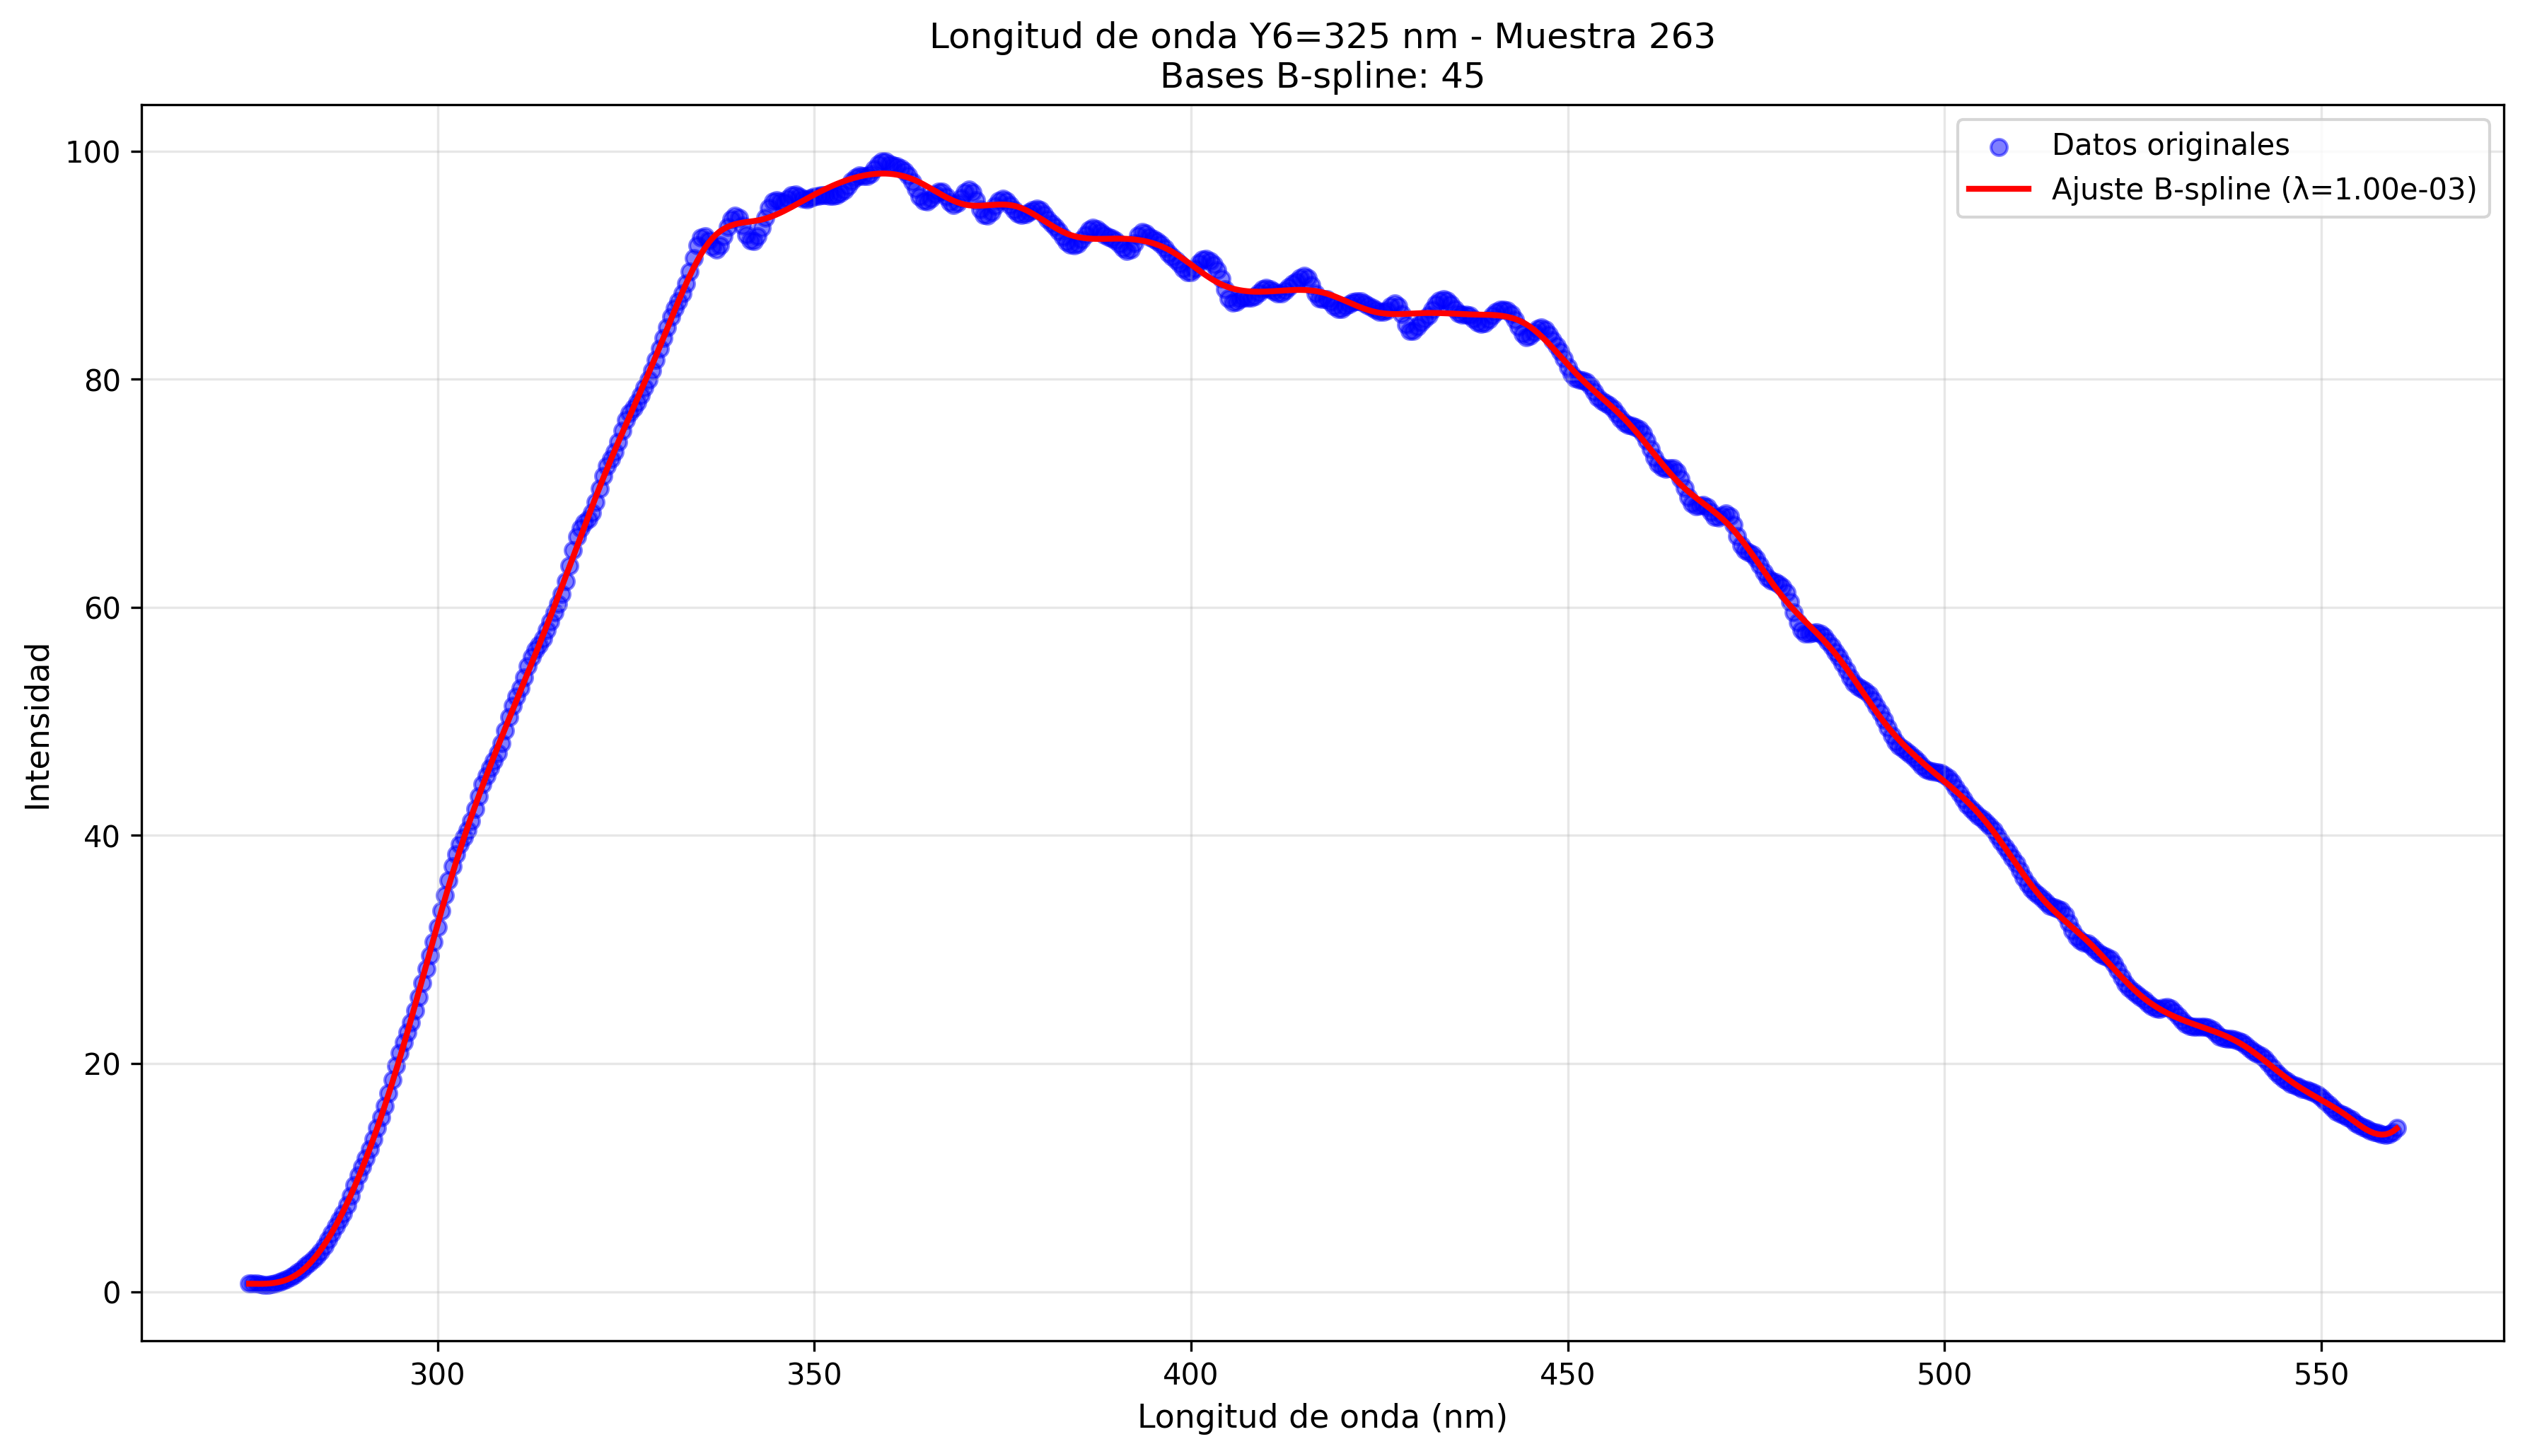 Longitud de onda Y6=325 nm - Muestra 263
Bases B-spline: 45
Datos originales
Ajuste B-spline (λ=1.00e-03)
Intensidad
100
80
60
40
20
0
300 350 400 450 500 550
Longitud de onda (nm)